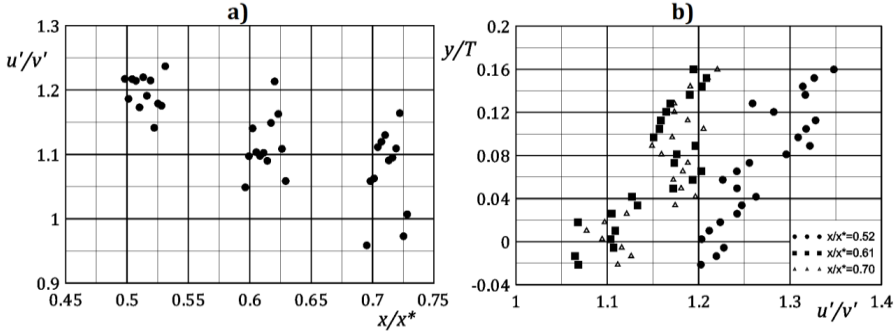 a)
1.3
u'/v'
1.2
1.1
1
0.9
0.45
0.5
0.55
0.6
0.65
0.7
0.75
x/x*
b)
0.2
y/T
0.16
0.12
0.08
0.04
0
-0.04
1
1.1
1.2
1.3
1.4
u'/v'
x/x*=0.52
x/x*=0.61
x/x*=0.70